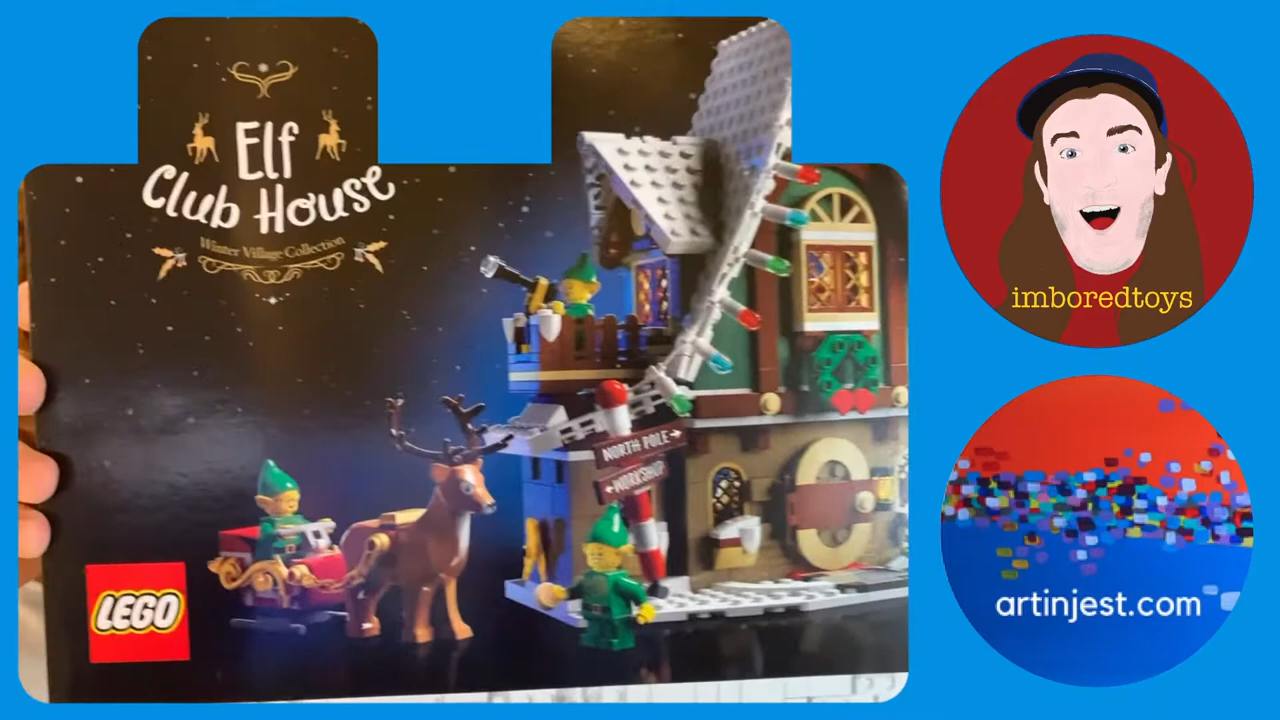 Elf
Club House
Winter Village Collection
NORTH POLE →
← WORKSHOP
LEGO
imboredtoys
artinjest.com